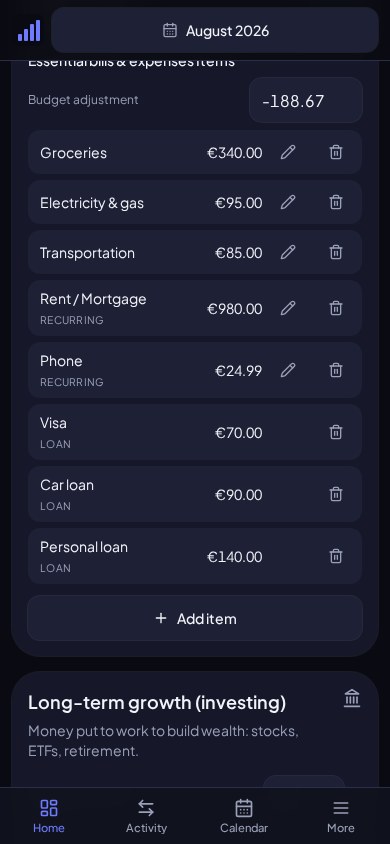 August 2026
Essential bills & expenses items
Budget adjustment
-188.67
Groceries
€340.00
Electricity & gas
€95.00
Transportation
€85.00
Rent / Mortgage
€980.00
RECURRING
Phone
€24.99
RECURRING
Visa
€70.00
LOAN
Car loan
€90.00
LOAN
Personal loan
€140.00
LOAN
+ Add item
Long-term growth (investing)
Money put to work to build wealth: stocks,
ETFs, retirement.
Home
Activity
Calendar
More